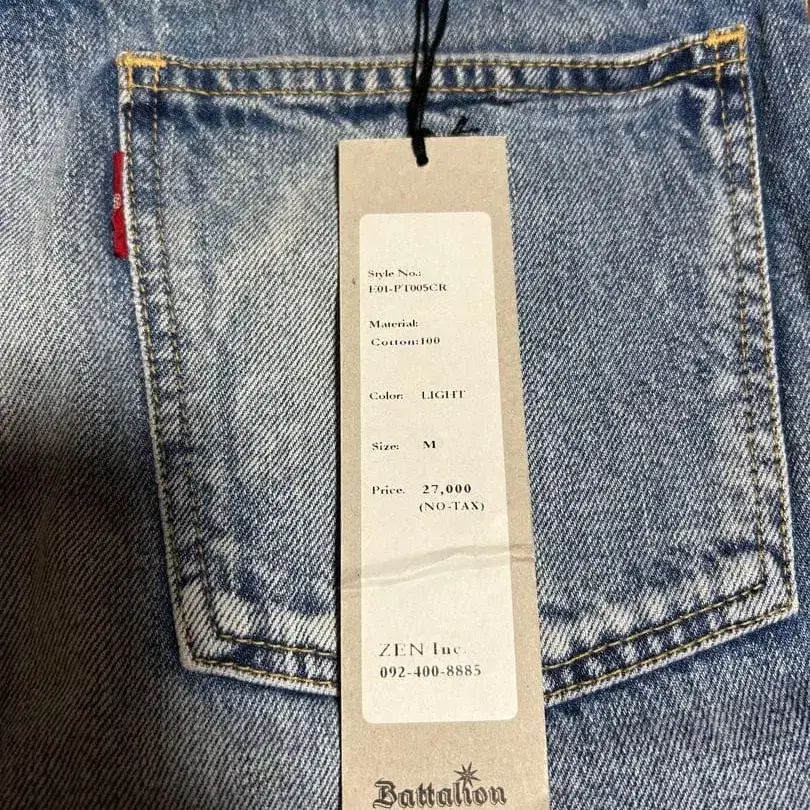 Style No.:
E01-PT005CR
Material:
Cotton:100
Color: LIGHT
Size: M
Price. 27,000
(NO-TAX)
ZEN Inc.
092-400-8885
Battalion